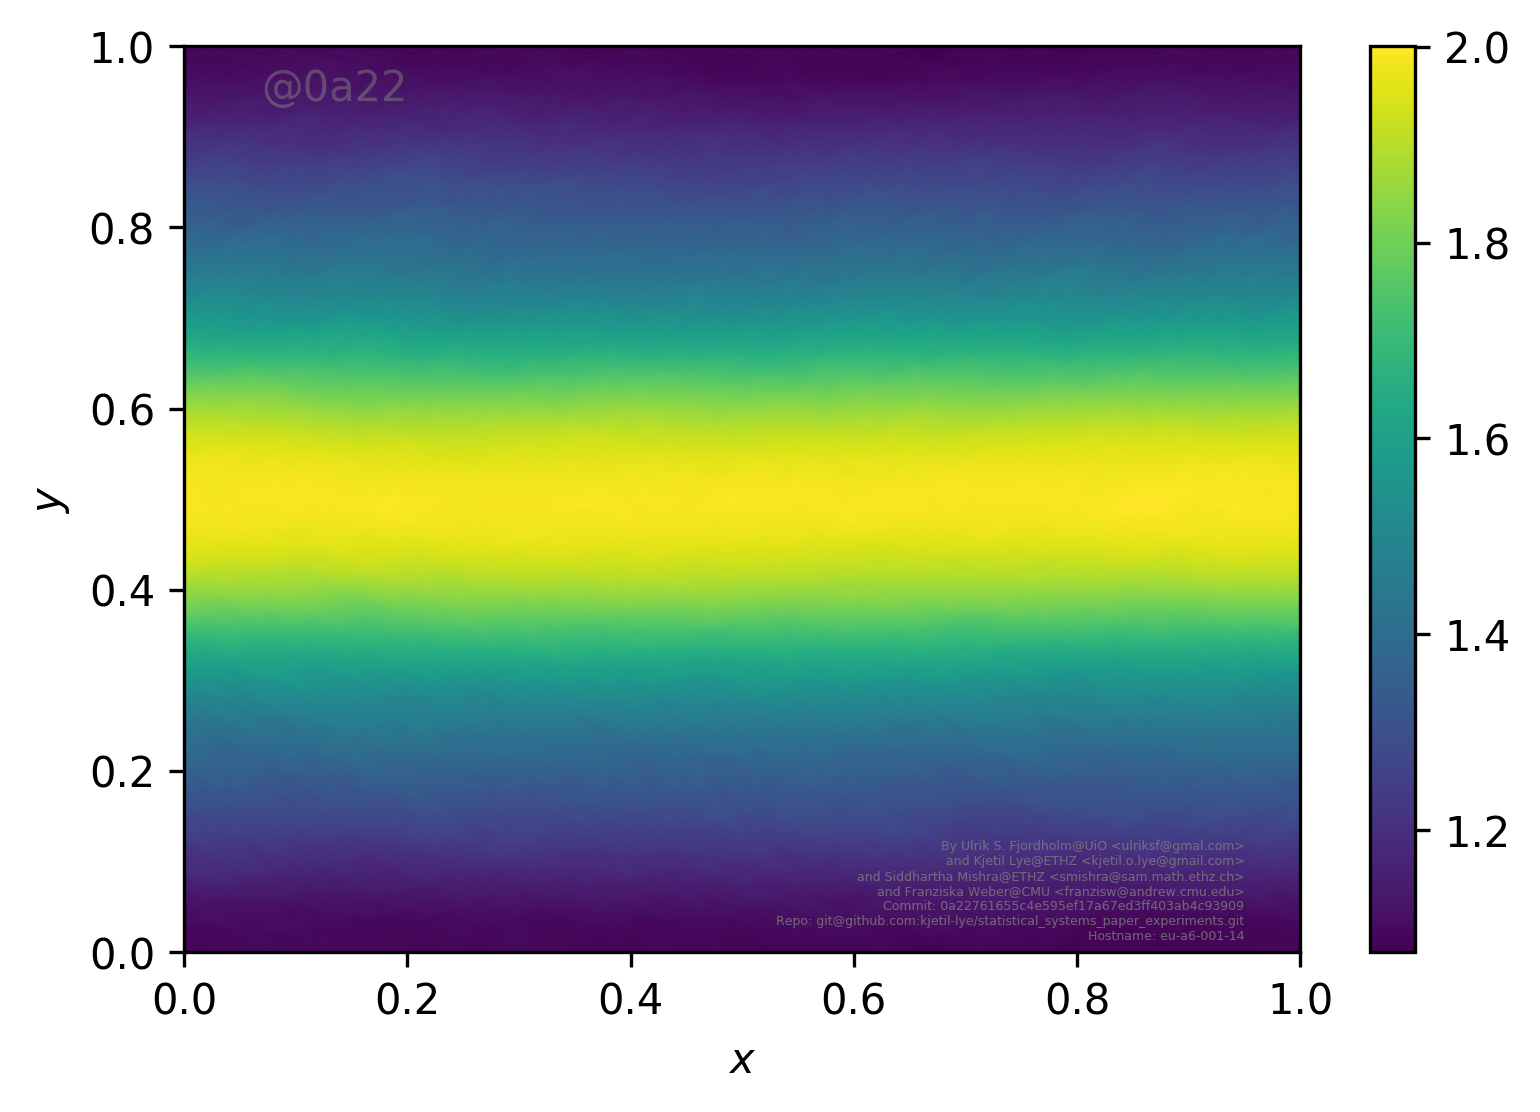 1.0
@0a22
0.8
0.6
0.4
0.2
0.0
y
0.0 0.2 0.4 0.6 0.8 1.0
x
2.0
1.8
1.6
1.4
1.2
By Ulrik S. Fjordholm@UiO <ulriksf@gmal.com>
and Kjetil Lye@ETHZ <kjetil.o.lye@gmail.com>
and Siddhartha Mishra@ETHZ <smishra@sam.math.ethz.ch>
and Franziska Weber@CMU <franzisw@andrew.cmu.edu>
Commit: 0a22761655c4e595ef17a67ed3ff403ab4c93909
Repo: git@github.com:kjetil-lye/statistical_systems_paper_experiments.git
Hostname: eu-a6-001-14